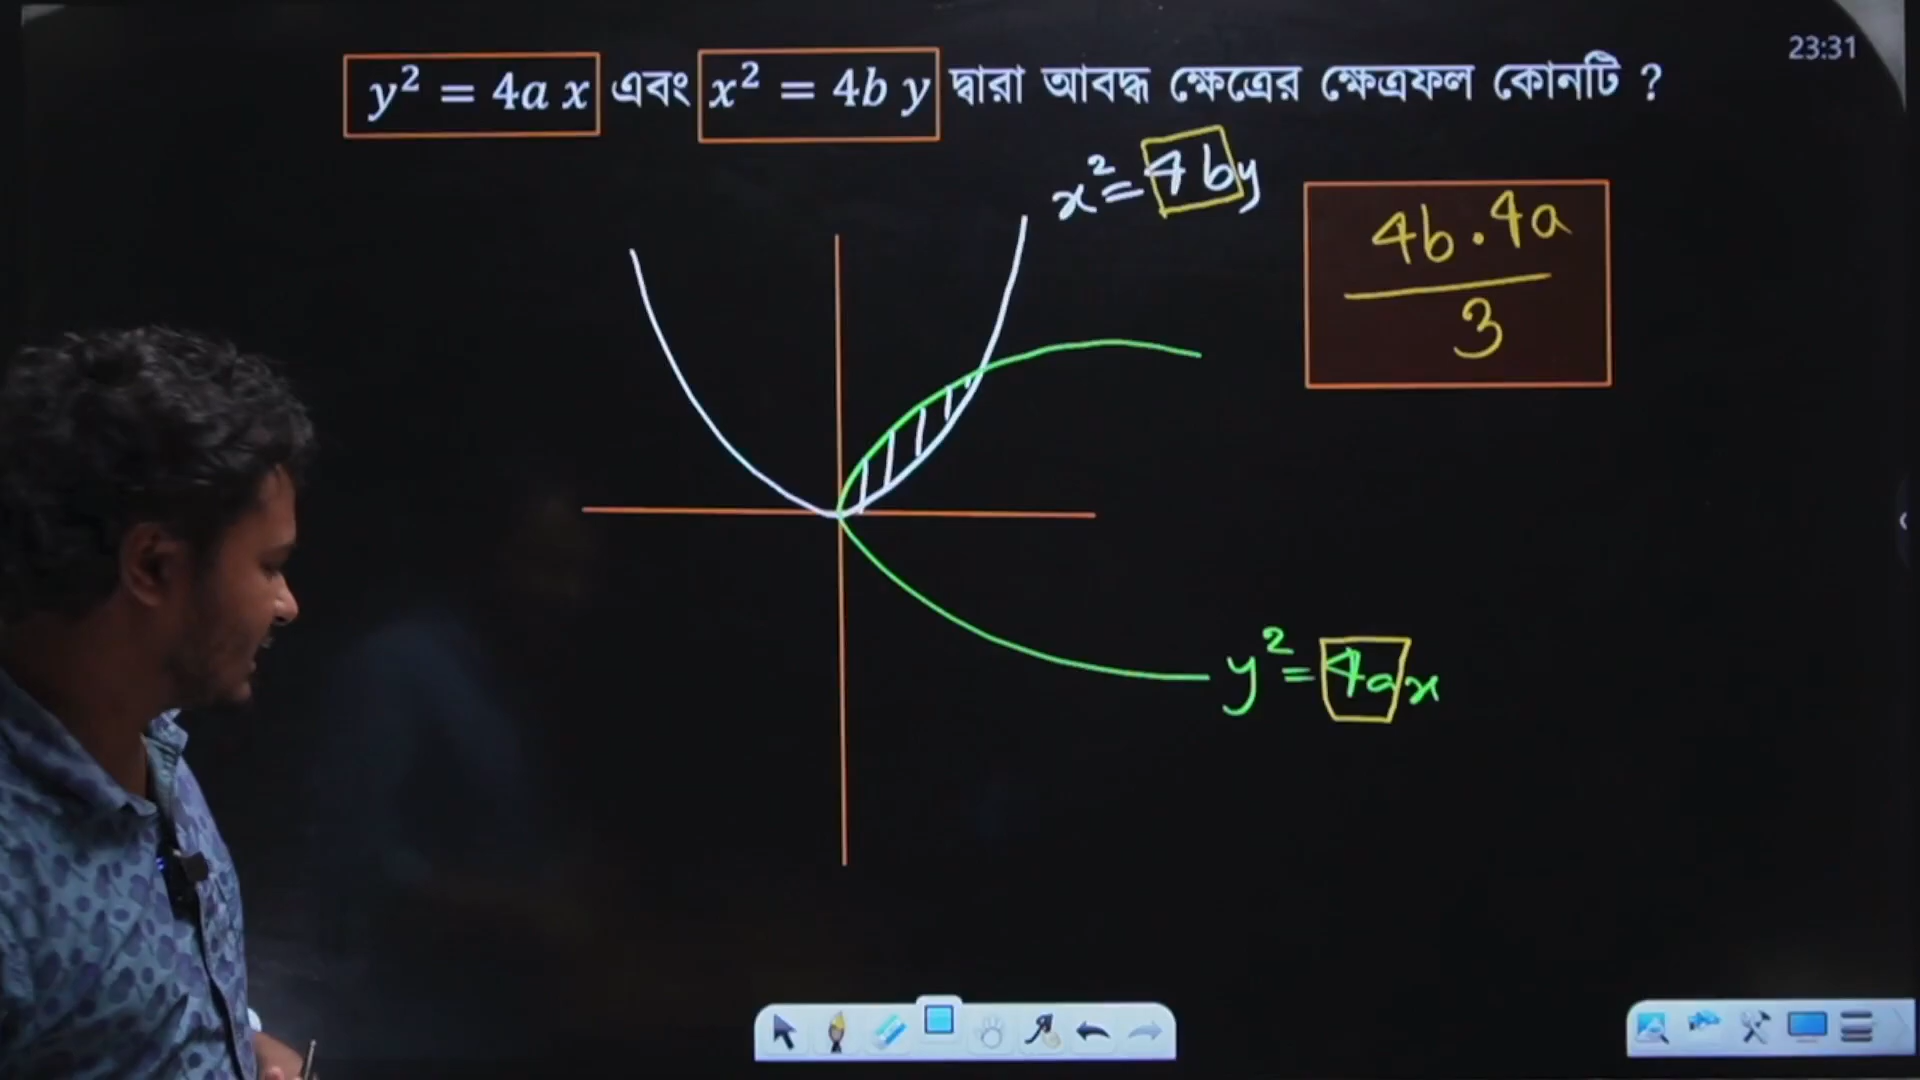 23:31
y² = 4a x এবং x² = 4b y দ্বারা আবদ্ধ ক্ষেত্রের ক্ষেত্রফল কোনটি ?
x² = 4by
4b . 4a
3
y² = 4ax